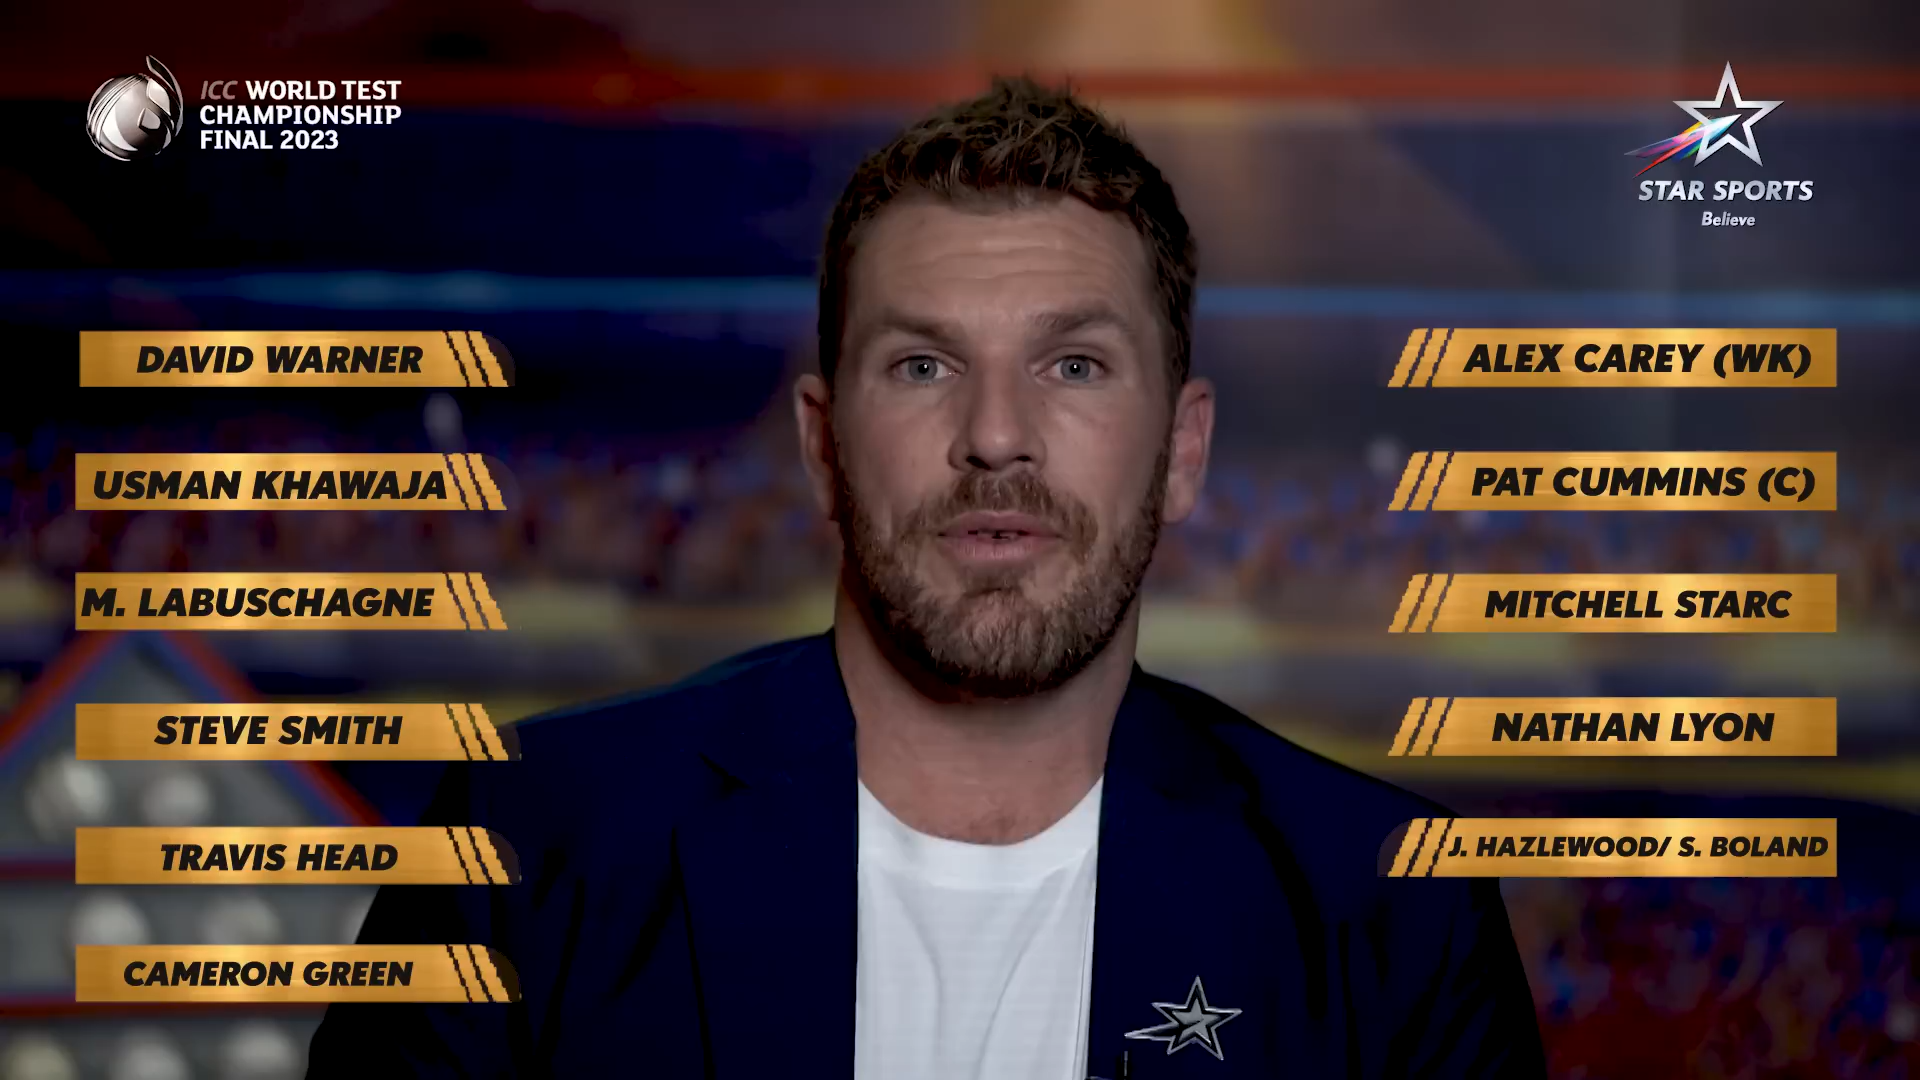 ICC WORLD TEST
CHAMPIONSHIP
FINAL 2023
STAR SPORTS
Believe
DAVID WARNER
USMAN KHAWAJA
M. LABUSCHAGNE
STEVE SMITH
TRAVIS HEAD
CAMERON GREEN
ALEX CAREY (WK)
PAT CUMMINS (C)
MITCHELL STARC
NATHAN LYON
J. HAZLEWOOD/ S. BOLAND